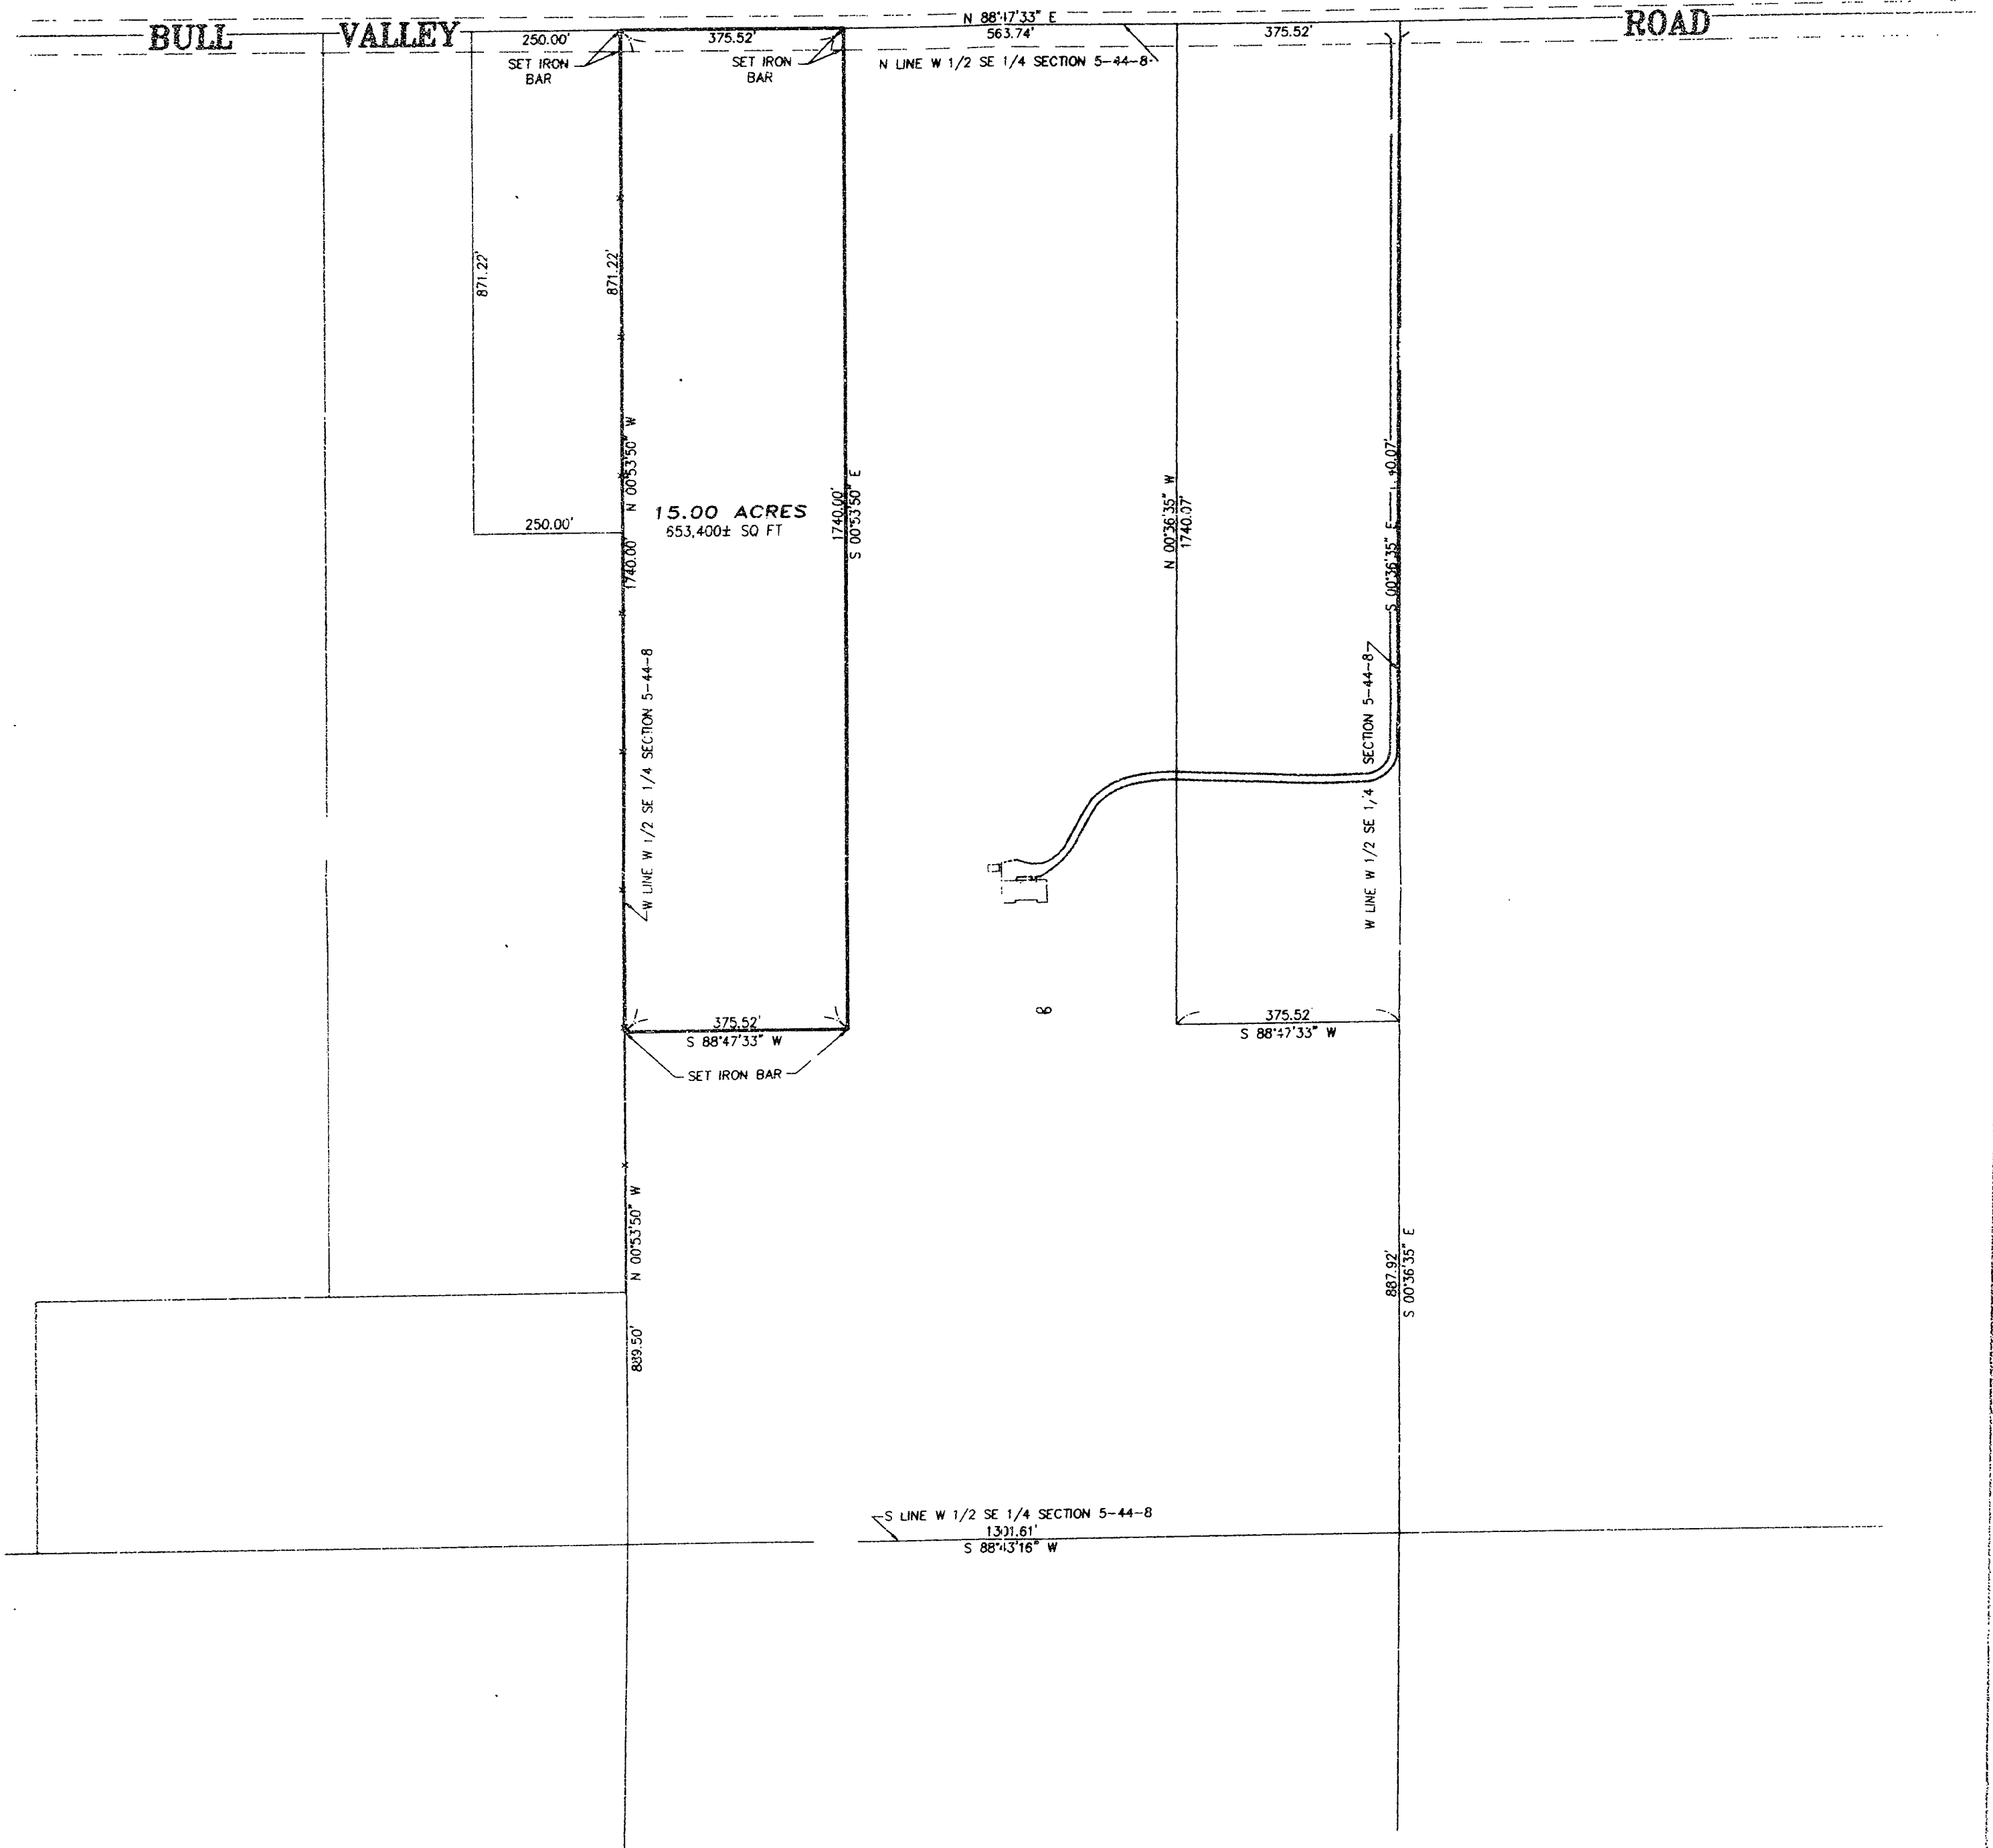 BULL VALLEY ROAD
N 88°47'33" E
250.00'
375.52'
563.74'
375.52'
SET IRON
BAR
SET IRON
BAR
N LINE W 1/2 SE 1/4 SECTION 5-44-8
871.22'
871.22'
N 00°53'50" W
1740.00'
15.00 ACRES
653,400± SQ FT
1740.00'
S 00°53'50" E
N 00°36'35" W
1740.07'
S 00°36'35" E
250.00'
W LINE W 1/2 SE 1/4 SECTION 5-44-8
W LINE W 1/2 SE 1/4 SECTION 5-44-8
375.52'
S 88°47'33" W
375.52'
S 88°47'33" W
SET IRON BAR
N 00°53'50" W
889.50'
887.92'
S 00°36'35" E
S LINE W 1/2 SE 1/4 SECTION 5-44-8
1301.61'
S 88°43'16" W